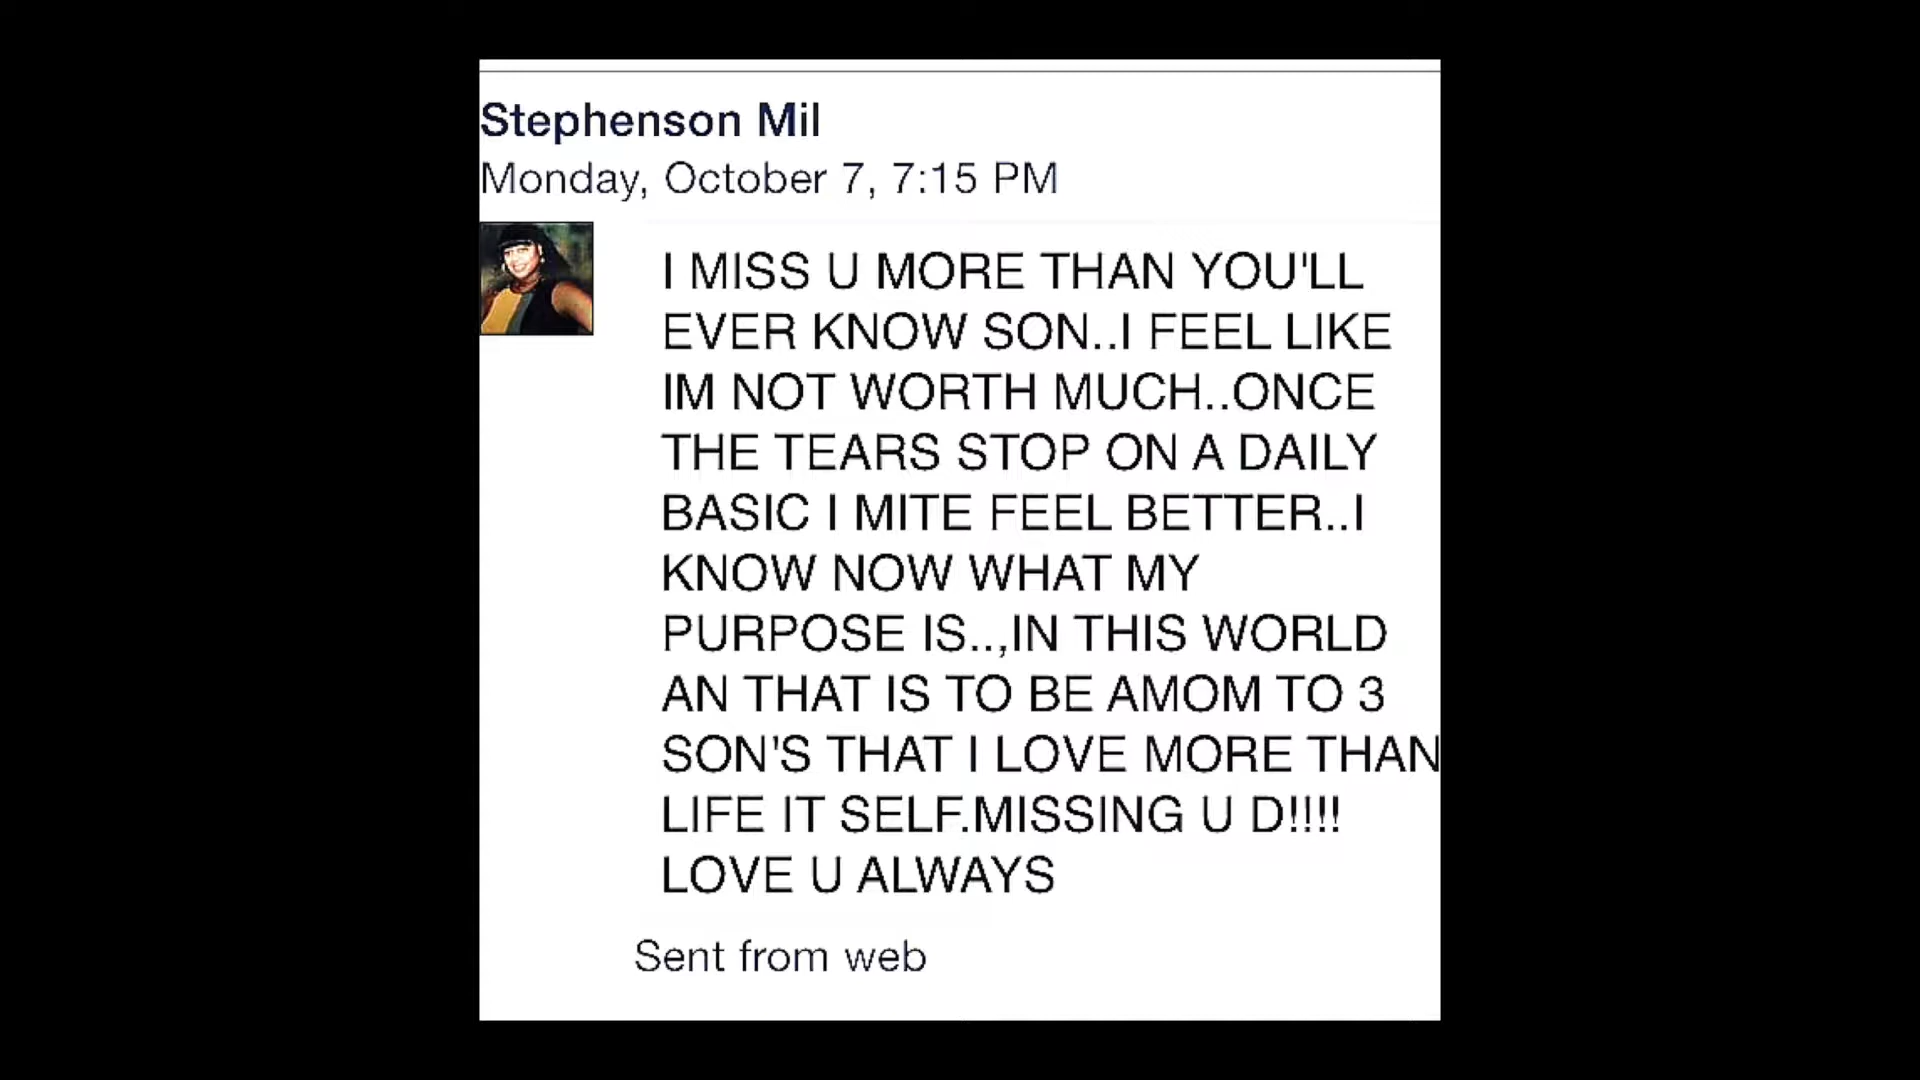 Stephenson Mil
Monday, October 7, 7:15 PM
I MISS U MORE THAN YOU'LL
EVER KNOW SON..I FEEL LIKE
IM NOT WORTH MUCH..ONCE
THE TEARS STOP ON A DAILY
BASIC I MITE FEEL BETTER..I
KNOW NOW WHAT MY
PURPOSE IS..,IN THIS WORLD
AN THAT IS TO BE AMOM TO 3
SON'S THAT I LOVE MORE THAN
LIFE IT SELF.MISSING U D!!!!
LOVE U ALWAYS
Sent from web